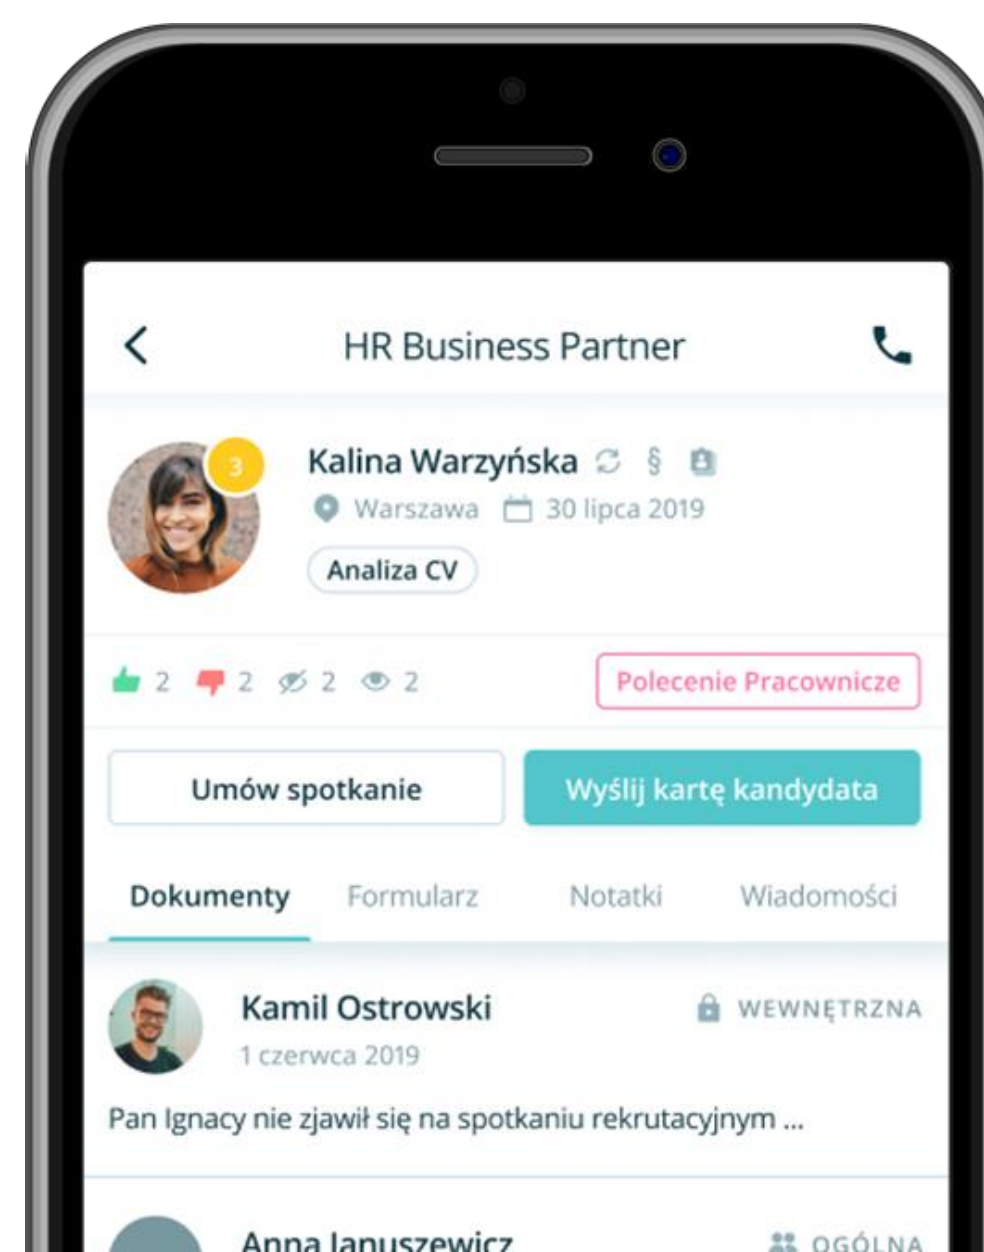 HR Business Partner
3
Kalina Warzyńska §
Warszawa 30 lipca 2019
Analiza CV
2 2 2 2 Polecenie Pracownicze
Umów spotkanie Wyślij kartę kandydata
Dokumenty Formularz Notatki Wiadomości
Kamil Ostrowski WEWNĘTRZNA
1 czerwca 2019
Pan Ignacy nie zjawił się na spotkaniu rekrutacyjnym ...
Anna Januszewicz OGÓLNA